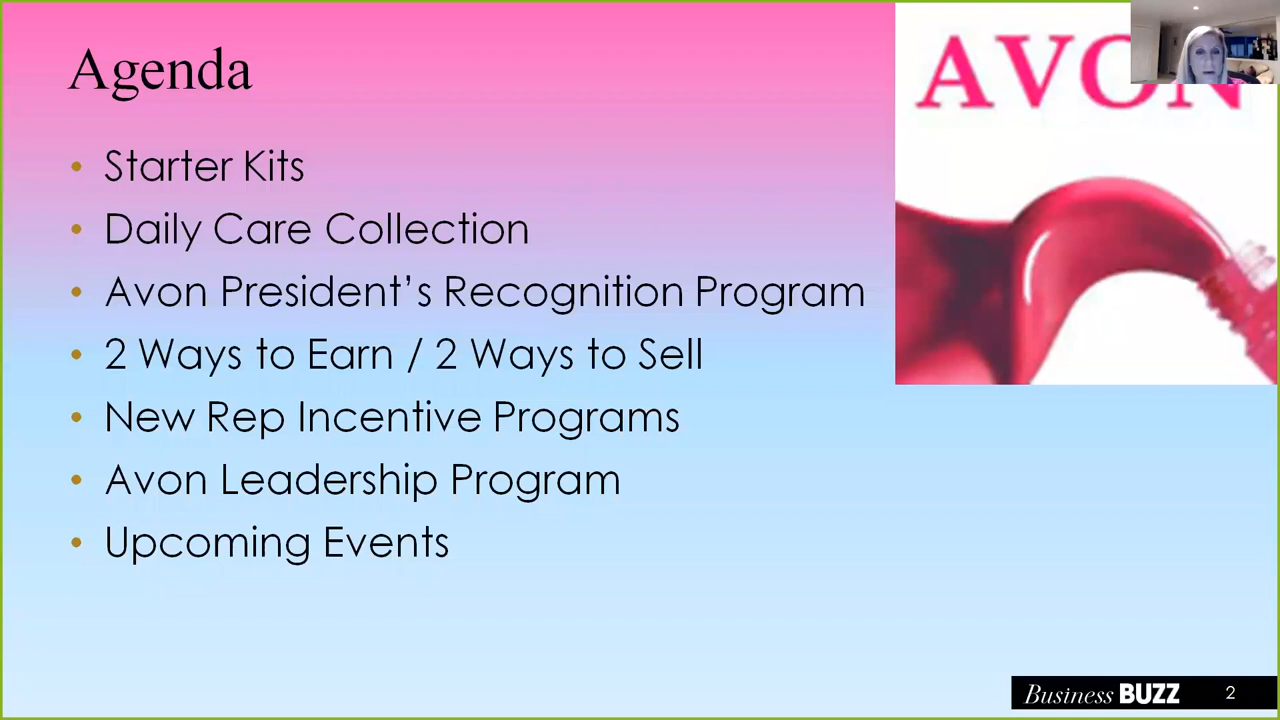 Agenda
• Starter Kits
• Daily Care Collection
• Avon President’s Recognition Program
• 2 Ways to Earn / 2 Ways to Sell
• New Rep Incentive Programs
• Avon Leadership Program
• Upcoming Events
AVON
Business BUZZ 2